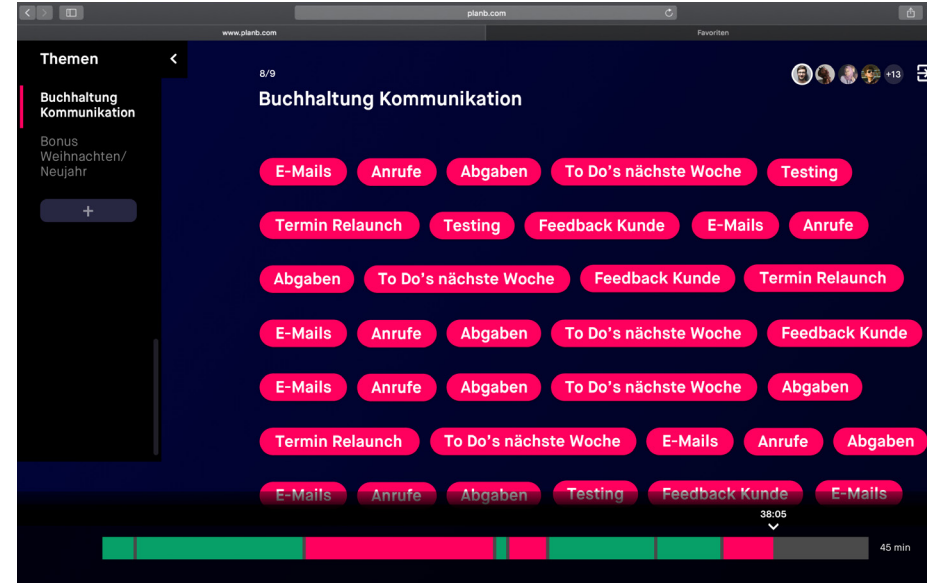 planb.com
www.planb.com
Favoriten
Themen
8/9
+13
Buchhaltung
Kommunikation
Buchhaltung Kommunikation
Bonus
Weihnachten/
Neujahr
+
E-Mails Anrufe Abgaben To Do's nächste Woche Testing
Termin Relaunch Testing Feedback Kunde E-Mails Anrufe
Abgaben To Do's nächste Woche Feedback Kunde Termin Relaunch
E-Mails Anrufe Abgaben To Do's nächste Woche Feedback Kunde
E-Mails Anrufe Abgaben To Do's nächste Woche Abgaben
Termin Relaunch To Do's nächste Woche E-Mails Anrufe Abgaben
E-Mails Anrufe Abgaben Testing Feedback Kunde E-Mails
38:05
45 min